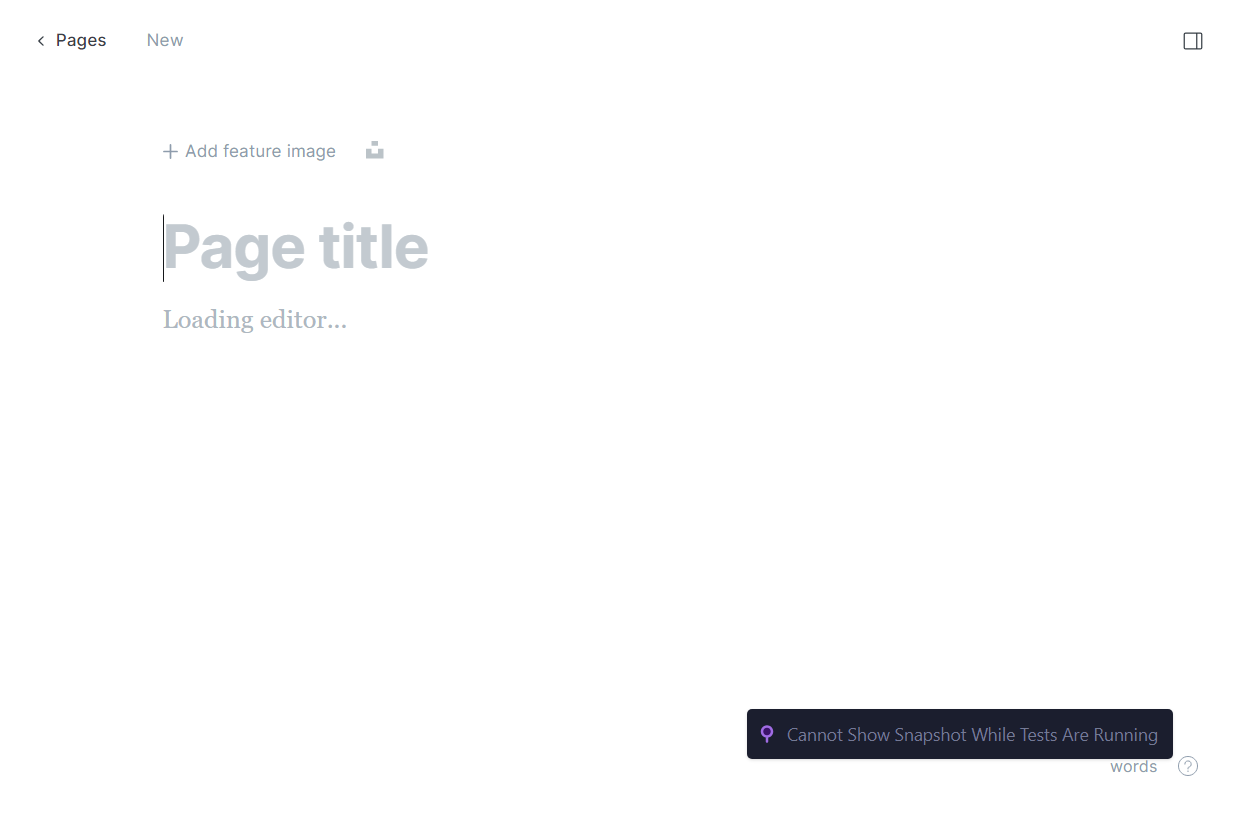 Pages New
Add feature image
Page title
Loading editor...
Cannot Show Snapshot While Tests Are Running
words ?